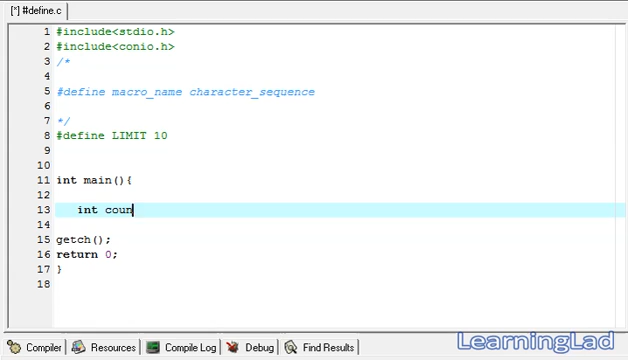 [*] #define.c
1 #include<stdio.h>
2 #include<conio.h>
3 /*
4
5 #define macro_name character_sequence
6
7 */
8 #define LIMIT 10
9
10
11 int main(){
12
13 int coun
14
15 getch();
16 return 0;
17 }
18
Compiler Resources Compile Log Debug Find Results
LearningLad